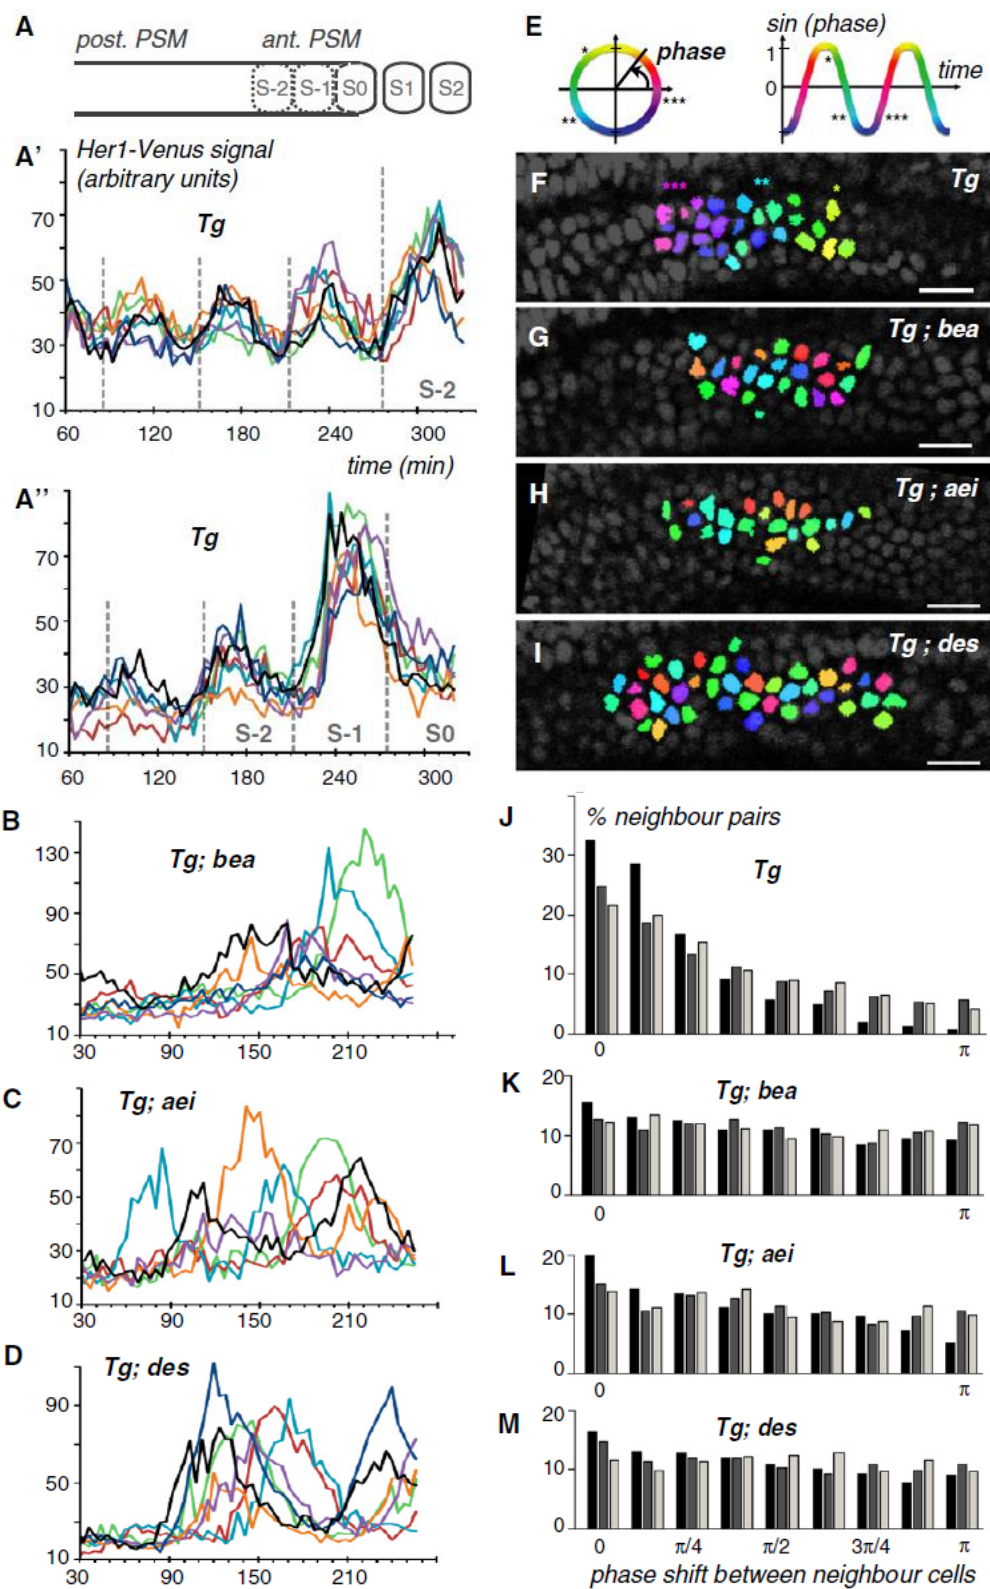 A
post. PSM
ant. PSM
S-2
S-1
S0
S1
S2
A'
Her1-Venus signal
(arbitrary units)
Tg
70
50
30
10
S-2
60
120
180
240
300
time (min)
A''
Tg
70
50
30
10
S-2
S-1
S0
60
120
180
240
300
B
Tg; bea
130
90
50
10
30
90
150
210
C
Tg; aei
70
50
30
10
30
90
150
210
D
Tg; des
90
50
10
30
90
150
210
E
phase
*
**
***
sin (phase)
1
0
time
*
**
***
F
***
**
*
Tg
G
Tg ; bea
H
Tg ; aei
I
Tg ; des
J
% neighbour pairs
Tg
30
20
10
0
0
π
K
Tg; bea
20
10
0
0
π
L
Tg; aei
20
10
0
0
π
M
Tg; des
20
10
0
0
π/4
π/2
3π/4
π
phase shift between neighbour cells